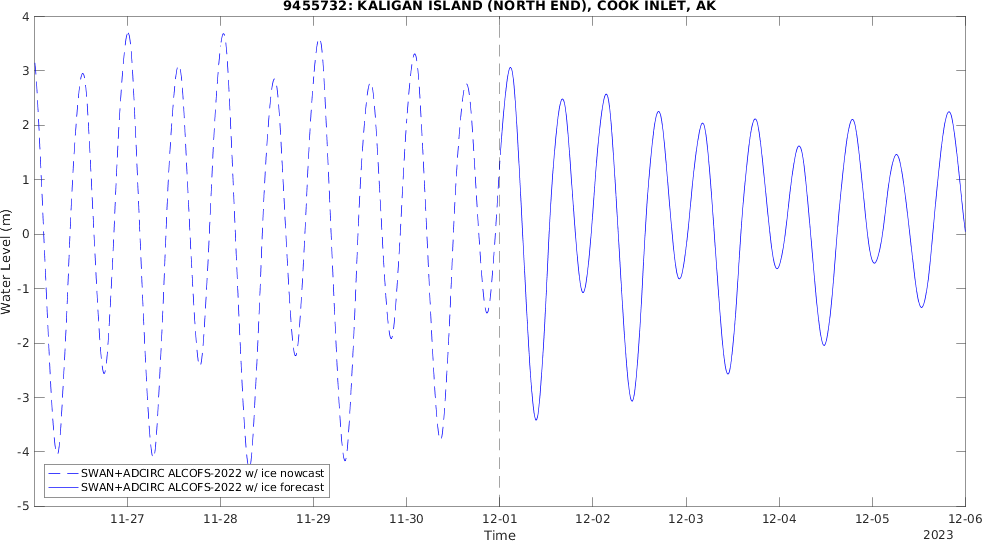 9455732: KALIGAN ISLAND (NORTH END), COOK INLET, AK
Water Level (m)
4
3
2
1
0
-1
-2
-3
-4
-5
SWAN+ADCIRC ALCOFS-2022 w/ ice nowcast
SWAN+ADCIRC ALCOFS-2022 w/ ice forecast
11-27 11-28 11-29 11-30 12-01 12-02 12-03 12-04 12-05 12-06
Time
2023